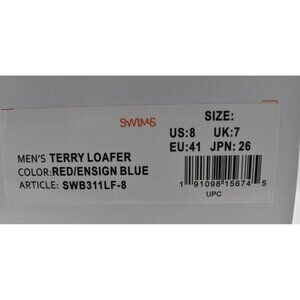 SWIMS
SIZE:
US:8 UK:7
EU:41 JPN: 26
MEN'S TERRY LOAFER
COLOR:RED/ENSIGN BLUE
ARTICLE: SWB311LF-8
1 91098 15674 5
UPC